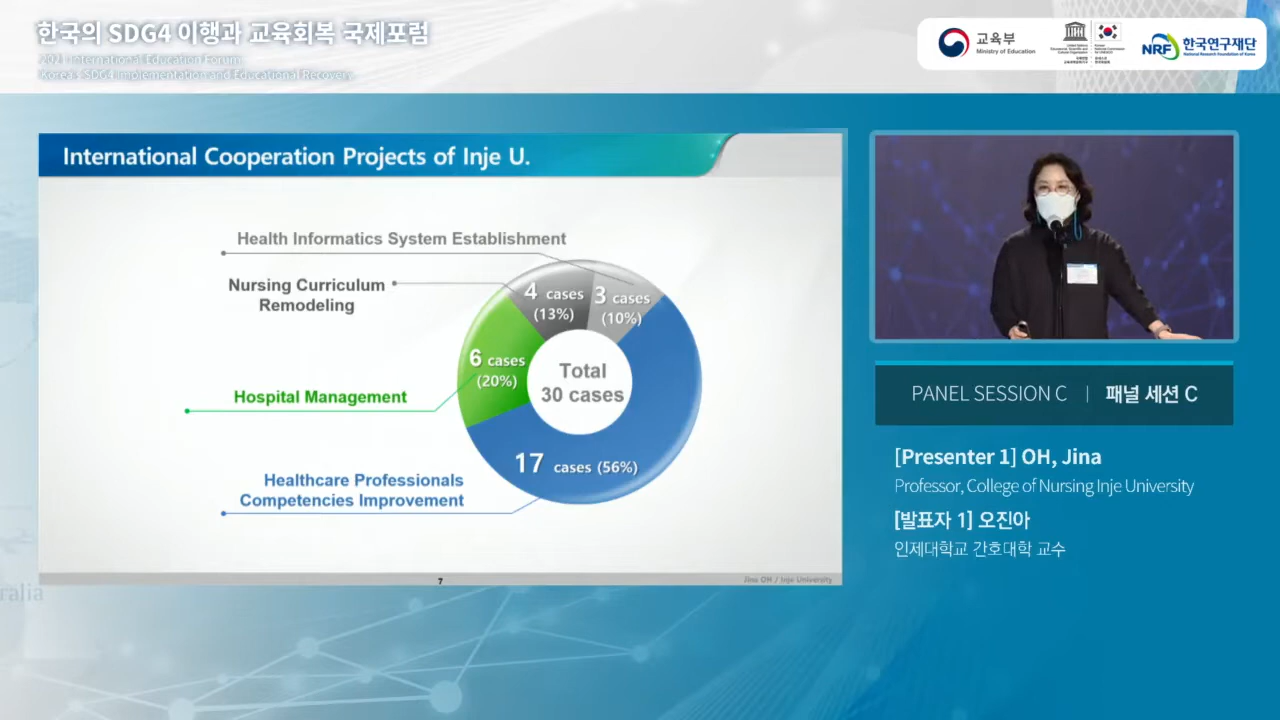 한국의 SDG4 이행과 교육회복 국제포럼
2021 International Education Forum
Korea's SDG4 Implementation and Educational Recovery
교육부
Ministry of Education
NRF 한국연구재단
National Research Foundation of Korea
International Cooperation Projects of Inje U.
Health Informatics System Establishment
Nursing Curriculum
Remodeling
4 cases
(13%)
3 cases
(10%)
6 cases
(20%)
Total
30 cases
Hospital Management
17 cases (56%)
Healthcare Professionals
Competencies Improvement
7
Jina OH / Inje University
PANEL SESSION C | 패널 세션 C
[Presenter 1] OH, Jina
Professor, College of Nursing Inje University
[발표자 1] 오진아
인제대학교 간호대학 교수
ralia